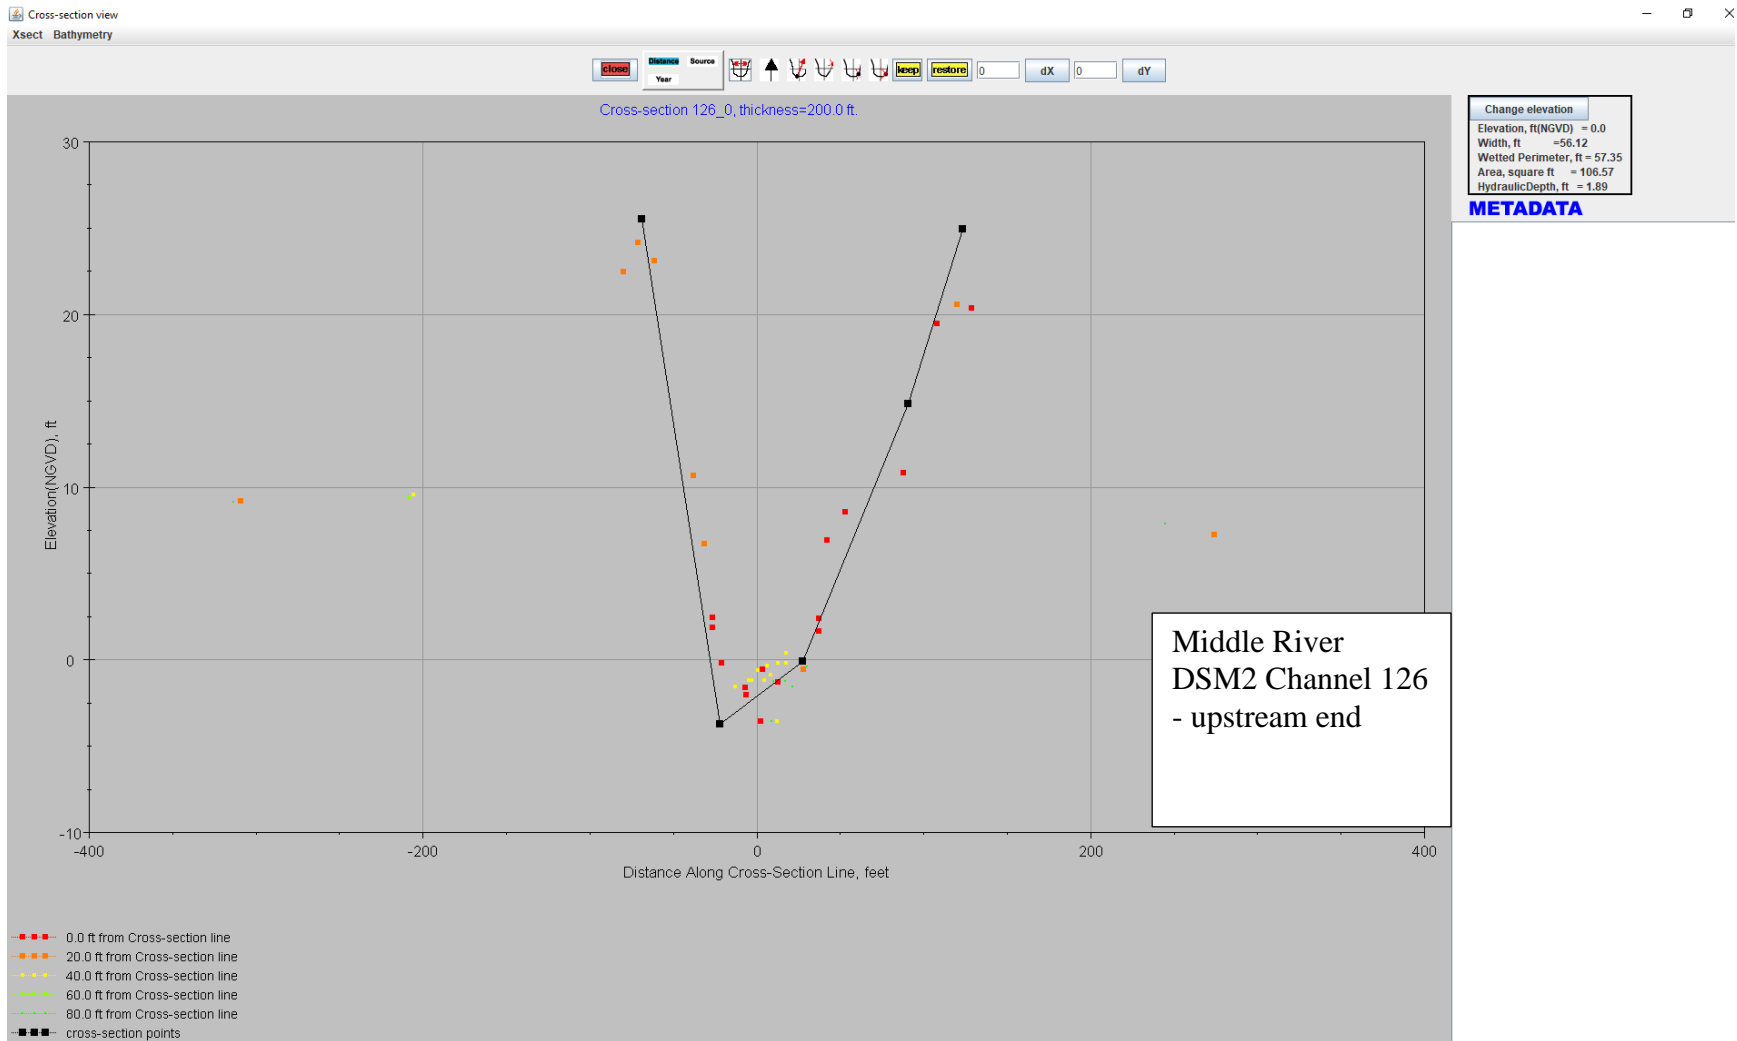 Cross-section view
Xsect Bathymetry
close
Distance Source
Year
keep
restore
0
dX
0
dY
Cross-section 126_0, thickness=200.0 ft.
Change elevation
Elevation, ft(NGVD) = 0.0
Width, ft =56.12
Wetted Perimeter, ft = 57.35
Area, square ft = 106.57
HydraulicDepth, ft = 1.89
METADATA
30
20
10
0
-10
Elevation(NGVD), ft
-400
-200
0
200
400
Distance Along Cross-Section Line, feet
Middle River
DSM2 Channel 126
- upstream end
0.0 ft from Cross-section line
20.0 ft from Cross-section line
40.0 ft from Cross-section line
60.0 ft from Cross-section line
80.0 ft from Cross-section line
cross-section points